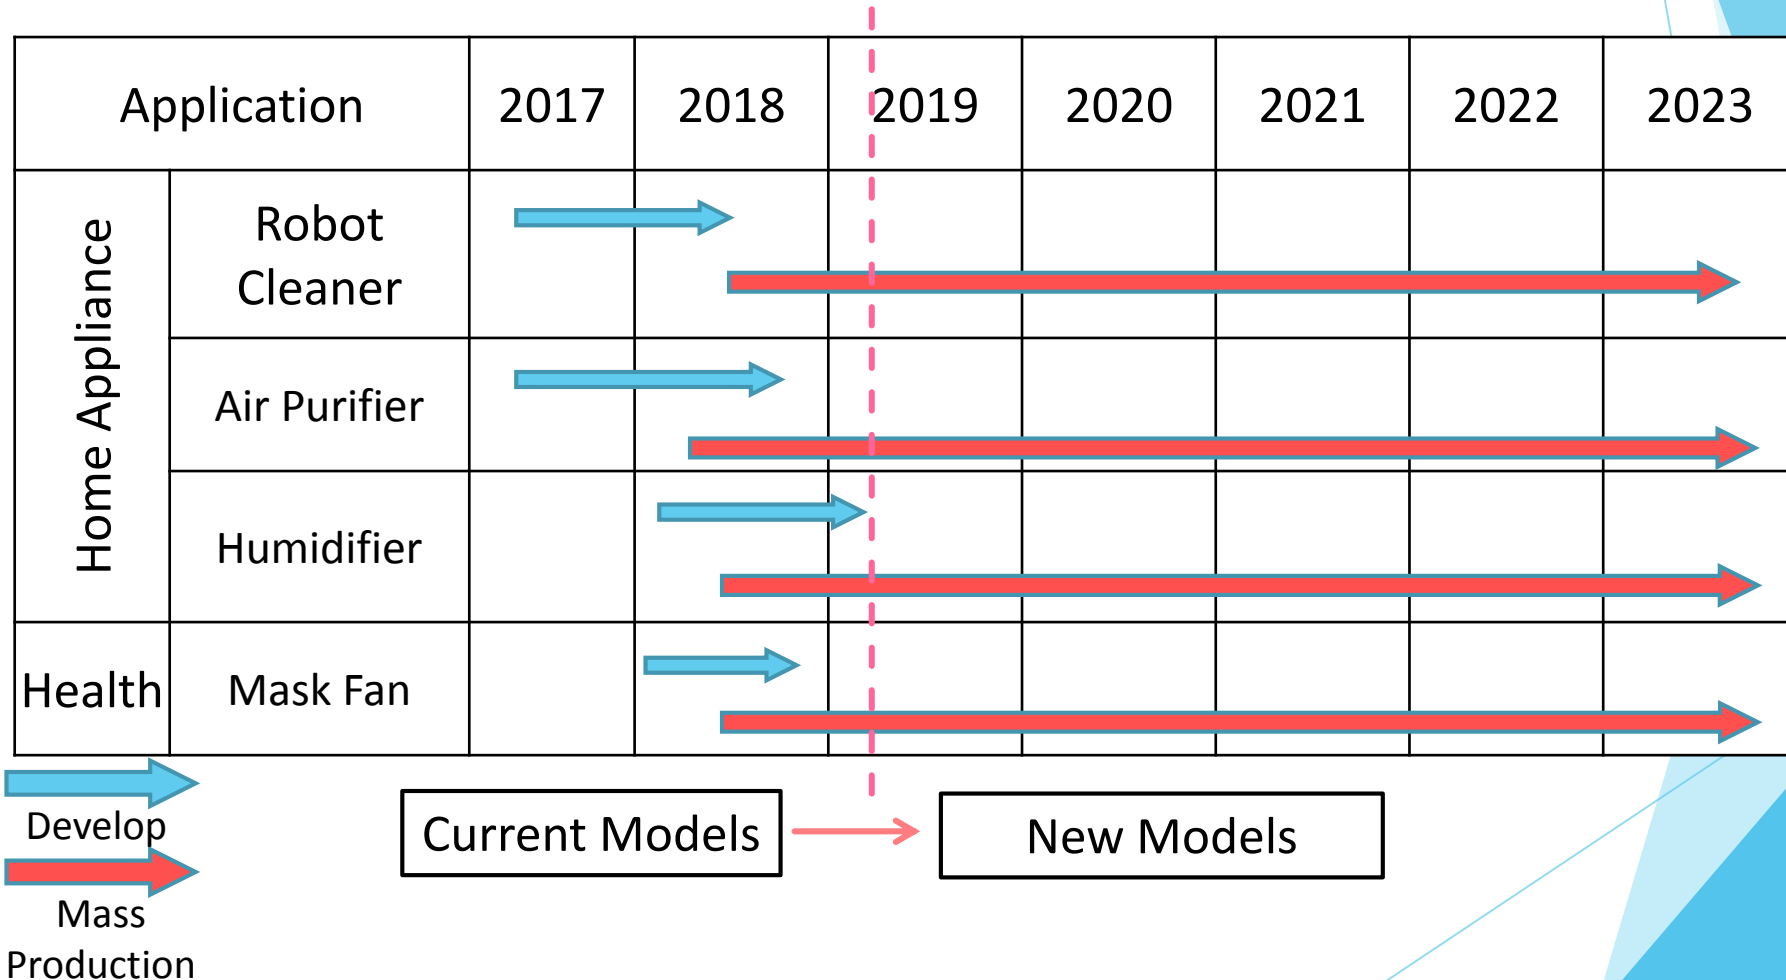 Application
2017
2018
2019
2020
2021
2022
2023
Home Appliance
Robot
Cleaner
Air Purifier
Humidifier
Health
Mask Fan
Develop
Mass
Production
Current Models
New Models